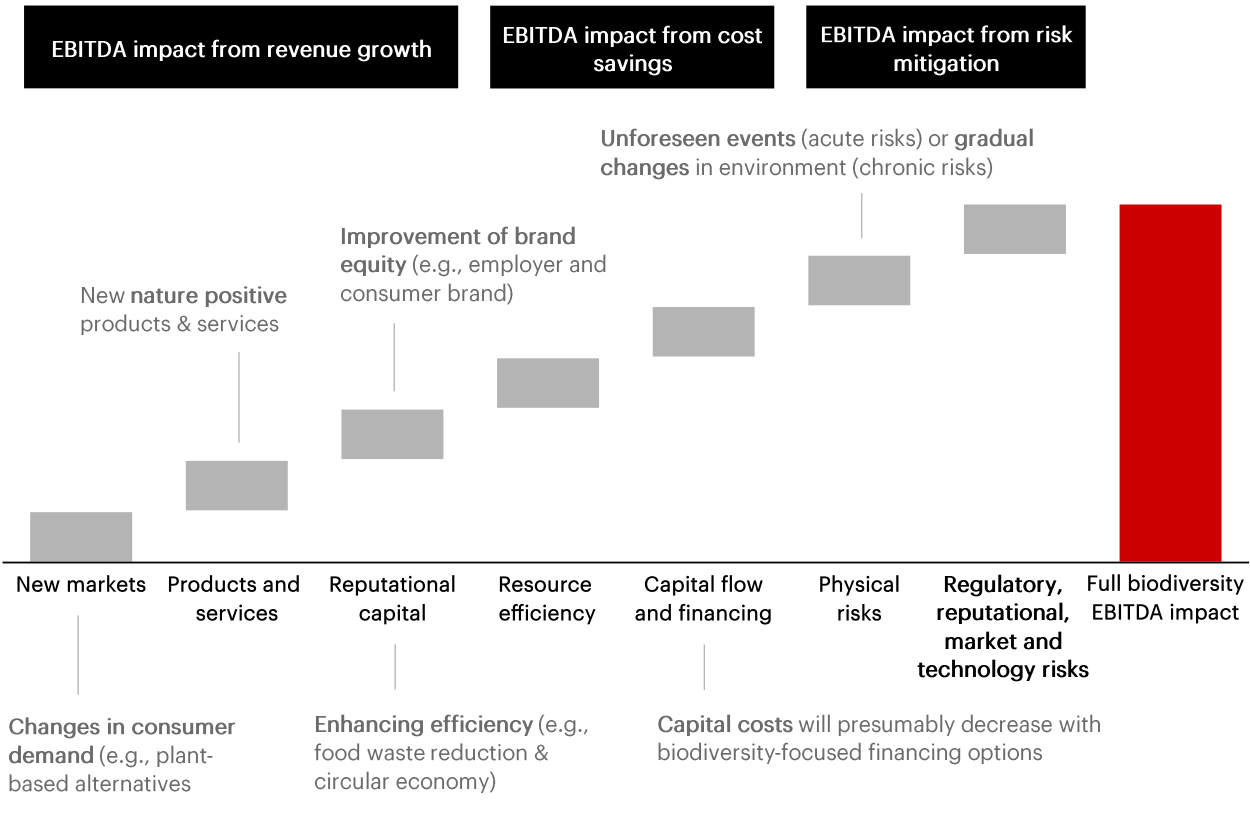 EBITDA impact from revenue growth
EBITDA impact from cost
savings
EBITDA impact from risk
mitigation
Unforeseen events (acute risks) or gradual
changes in environment (chronic risks)
Improvement of brand
equity (e.g., employer and
consumer brand)
New nature positive
products & services
New markets
Products and
services
Reputational
capital
Resource
efficiency
Capital flow
and financing
Physical
risks
Regulatory,
reputational,
market and
technology risks
Full biodiversity
EBITDA impact
Changes in consumer
demand (e.g., plant-
based alternatives
Enhancing efficiency (e.g.,
food waste reduction &
circular economy)
Capital costs will presumably decrease with
biodiversity-focused financing options